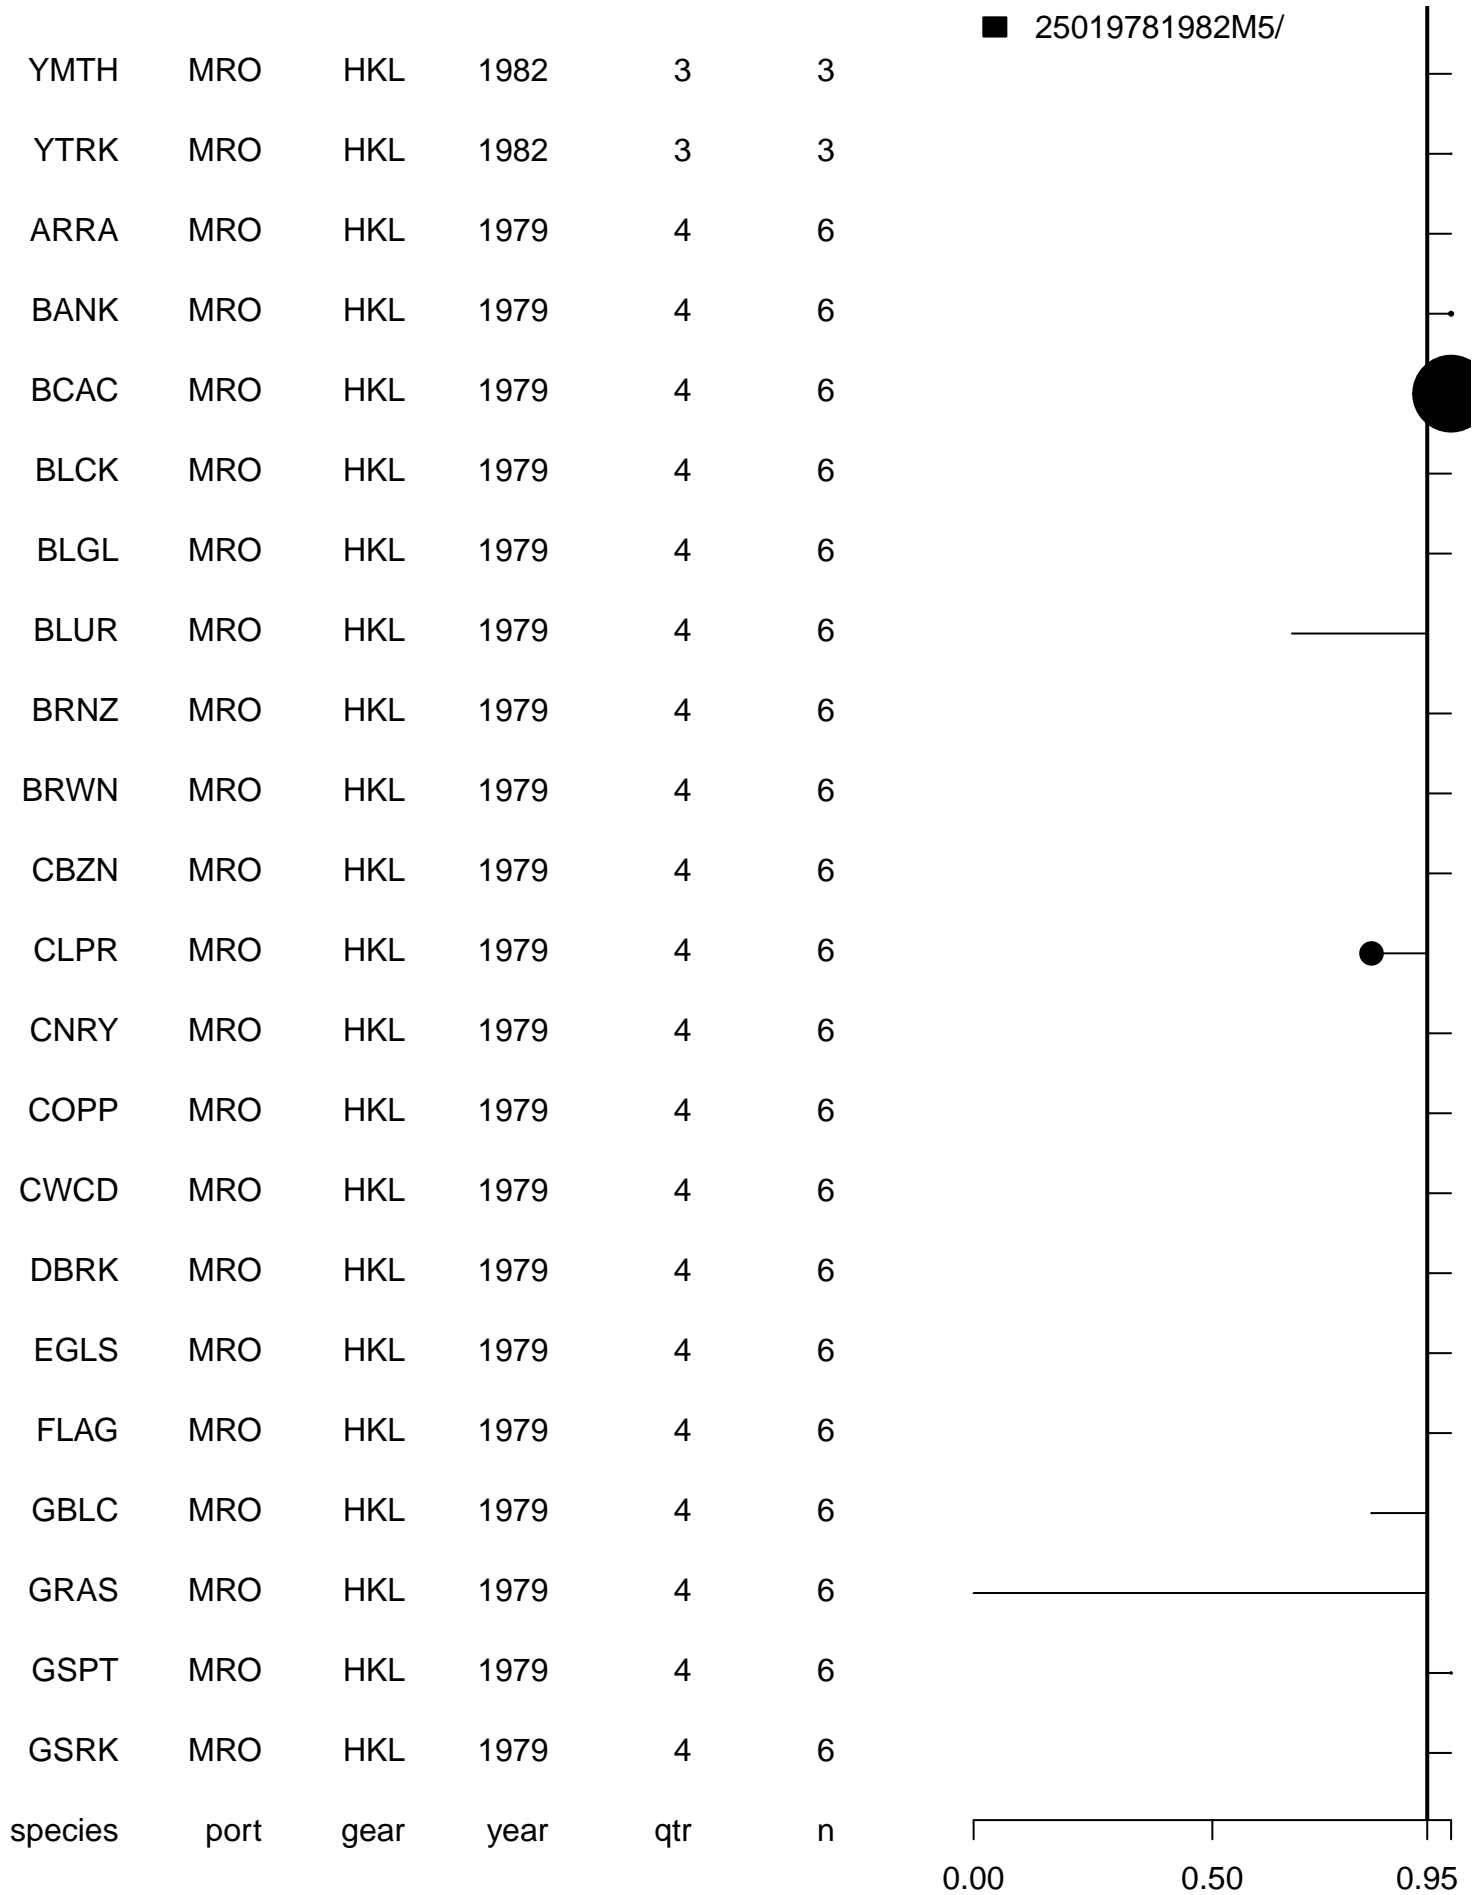 25019781982M5/
YMTH MRO HKL 1982 3 3
YTRK MRO HKL 1982 3 3
ARRA MRO HKL 1979 4 6
BANK MRO HKL 1979 4 6
BCAC MRO HKL 1979 4 6
BLCK MRO HKL 1979 4 6
BLGL MRO HKL 1979 4 6
BLUR MRO HKL 1979 4 6
BRNZ MRO HKL 1979 4 6
BRWN MRO HKL 1979 4 6
CBZN MRO HKL 1979 4 6
CLPR MRO HKL 1979 4 6
CNRY MRO HKL 1979 4 6
COPP MRO HKL 1979 4 6
CWCD MRO HKL 1979 4 6
DBRK MRO HKL 1979 4 6
EGLS MRO HKL 1979 4 6
FLAG MRO HKL 1979 4 6
GBLC MRO HKL 1979 4 6
GRAS MRO HKL 1979 4 6
GSPT MRO HKL 1979 4 6
GSRK MRO HKL 1979 4 6
species port gear year qtr n
0.00 0.50 0.95